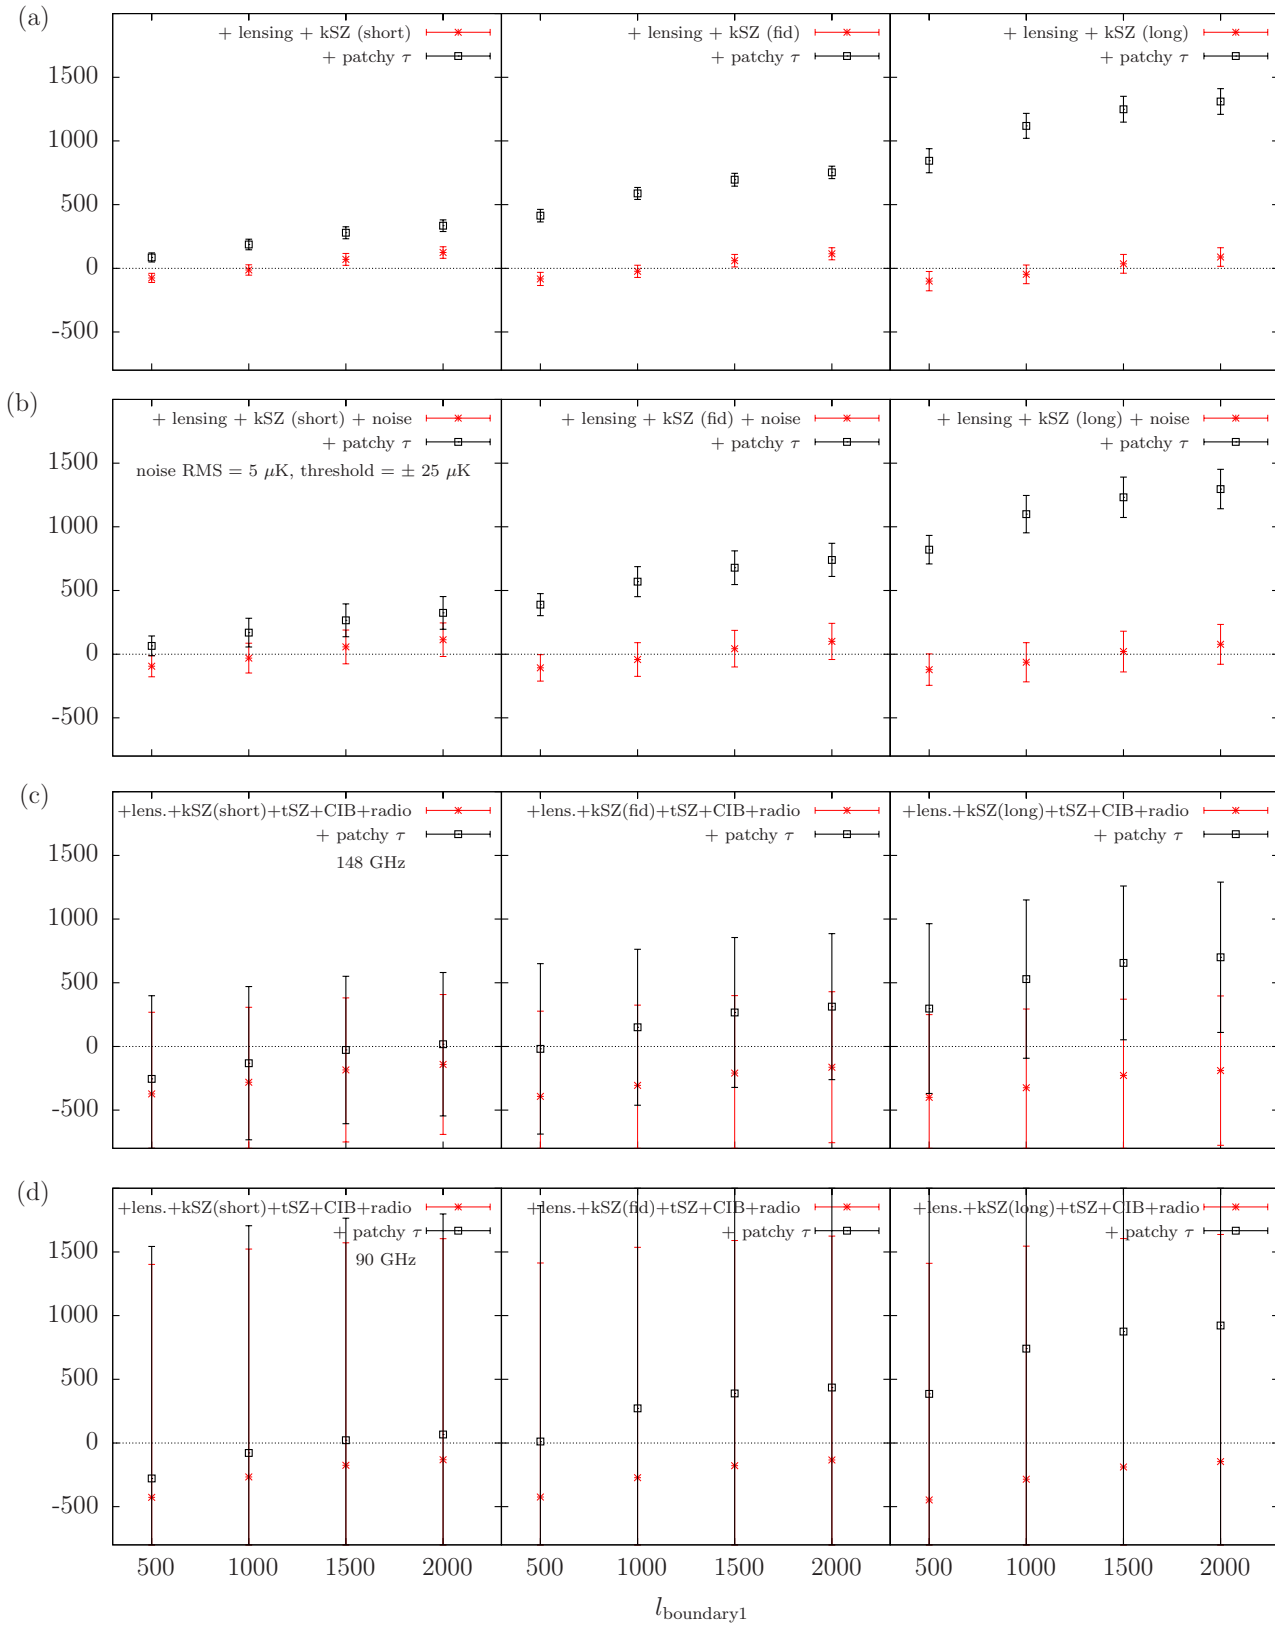 (a)
+ lensing + kSZ (short)
+ patchy τ
+ lensing + kSZ (fid)
+ patchy τ
+ lensing + kSZ (long)
+ patchy τ
1500
1000
500
0
-500
(b)
+ lensing + kSZ (short) + noise
+ patchy τ
noise RMS = 5 μK, threshold = ± 25 μK
+ lensing + kSZ (fid) + noise
+ patchy τ
+ lensing + kSZ (long) + noise
+ patchy τ
1500
1000
500
0
-500
(c)
+lens.+kSZ(short)+tSZ+CIB+radio
+ patchy τ
148 GHz
+lens.+kSZ(fid)+tSZ+CIB+radio
+ patchy τ
+lens.+kSZ(long)+tSZ+CIB+radio
+ patchy τ
1500
1000
500
0
-500
(d)
+lens.+kSZ(short)+tSZ+CIB+radio
+ patchy τ
90 GHz
+lens.+kSZ(fid)+tSZ+CIB+radio
+ patchy τ
+lens.+kSZ(long)+tSZ+CIB+radio
+ patchy τ
1500
1000
500
0
-500
500 1000 1500 2000 500 1000 1500 2000 500 1000 1500 2000
l boundary1